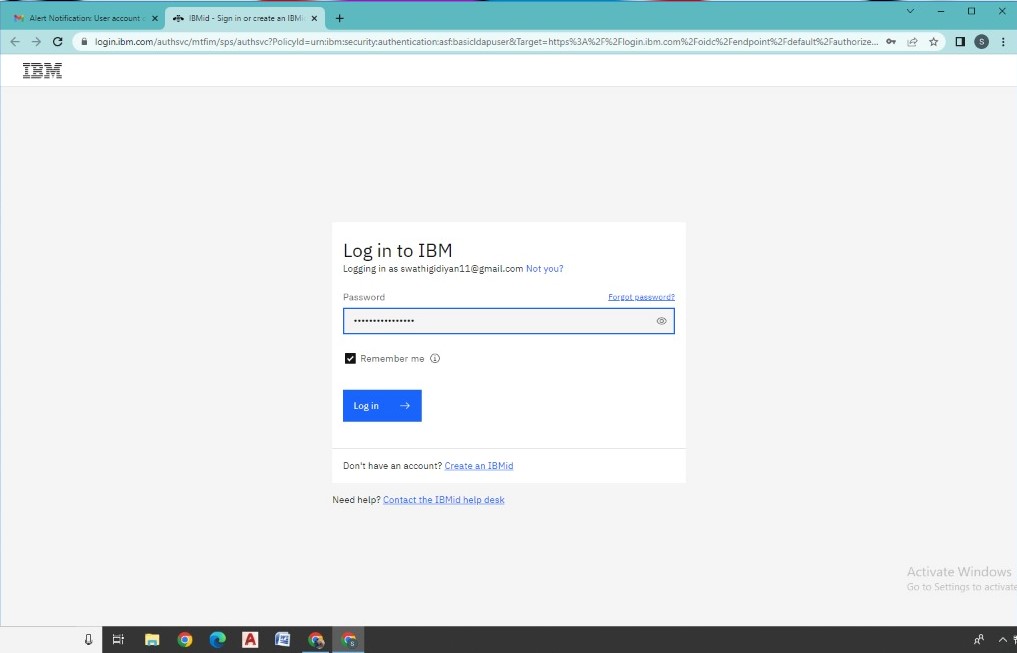 Alert Notification: User account
IBMid - Sign in or create an IBMi
login.ibm.com/authsvc/mtfim/sps/authsvc?PolicyId=urn:ibm:security:authentication:asf:basicldapuser&Target=https%3A%2F%2Flogin.ibm.com%2Foidc%2Fendpoint%2Fdefault%2Fauthorize...
S
IBM
Log in to IBM
Logging in as swathigidiyan11@gmail.com Not you?
Password Forgot password?
••••••••••••••••
Remember me
Log in
Don't have an account? Create an IBMid
Need help? Contact the IBMid help desk
Activate Windows
Go to Settings to activate